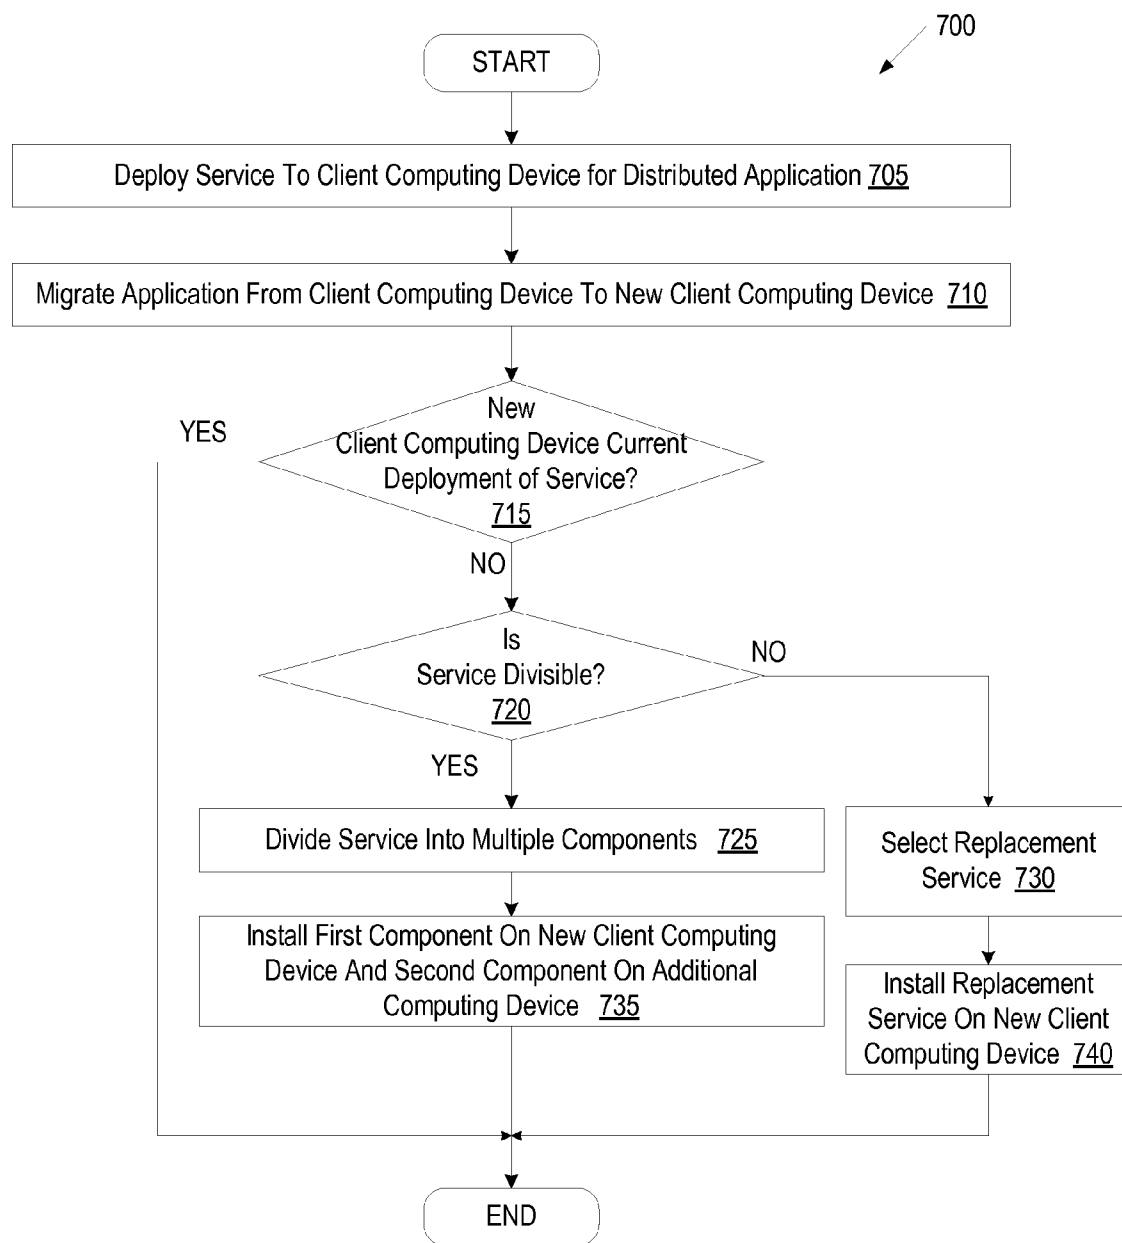 700
START
Deploy Service To Client Computing Device for Distributed Application 705
Migrate Application From Client Computing Device To New Client Computing Device 710
New
Client Computing Device Current
Deployment of Service?
715
YES
NO
Is
Service Divisible?
720
NO
YES
Divide Service Into Multiple Components 725
Select Replacement
Service 730
Install First Component On New Client Computing
Device And Second Component On Additional
Computing Device 735
Install Replacement
Service On New Client
Computing Device 740
END